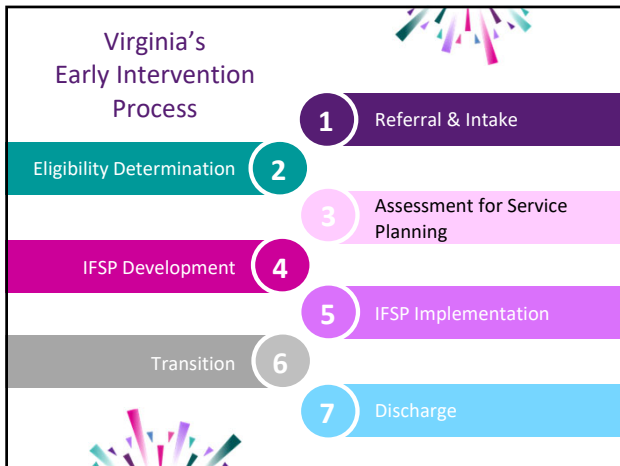 Virginia’s
Early Intervention
Process
1
Referral & Intake
Eligibility Determination
2
3
Assessment for Service
Planning
IFSP Development
4
5
IFSP Implementation
Transition
6
7
Discharge